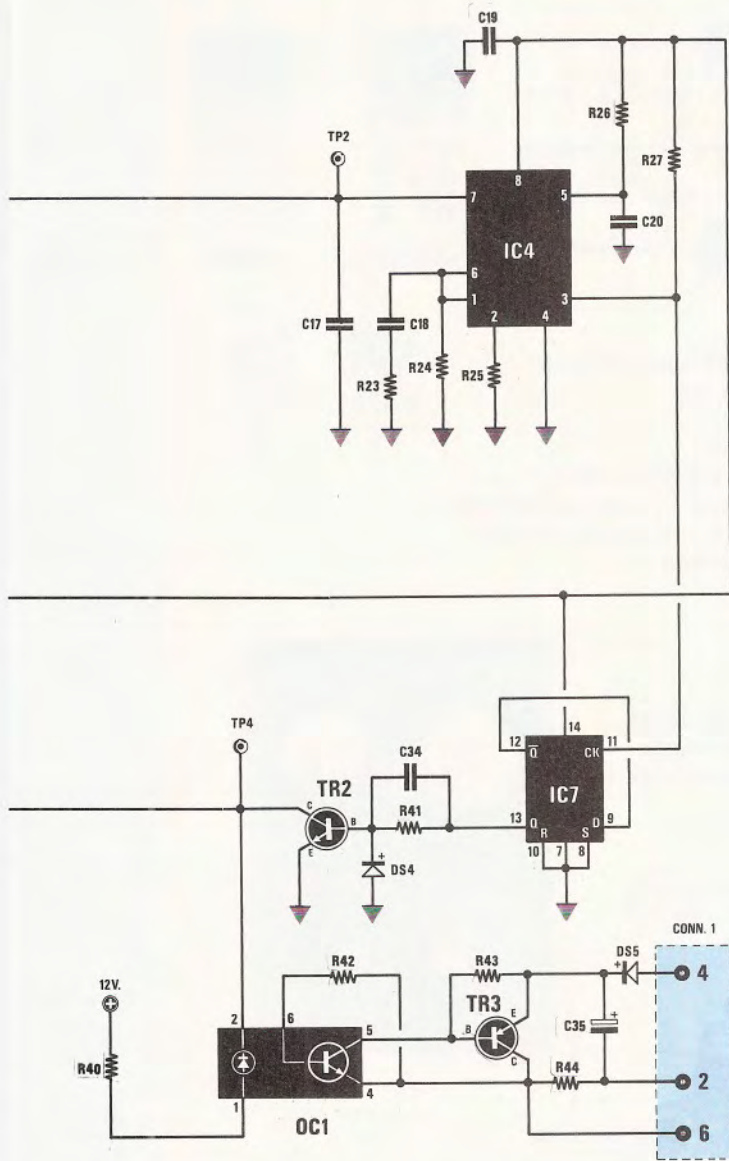 C19
R26
R27
TP2
8
7
5
C20
IC4
6
1
3
C17
C18
2
4
R24
R23
R25
TP4
14
12
Q̅
CK
11
C34
TR2
IC7
C
B
R41
13
Q
D
9
R
S
E
10
7
8
+
DS4
CONN. 1
DS5
R42
R43
+
4
12V.
TR3
E
+
2
6
5
B
C35
R40
C
R44
2
4
1
6
OC1